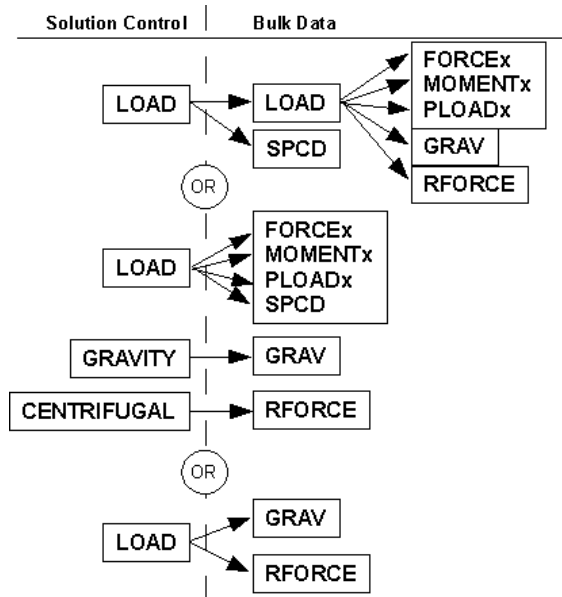 Solution Control Bulk Data
FORCEx
MOMENTx
LOAD LOAD PLOADx
SPCD GRAV
OR RFORCE
FORCEx
MOMENTx
LOAD PLOADx
SPCD
GRAVITY GRAV
CENTRIFUGAL RFORCE
OR
GRAV
LOAD
RFORCE